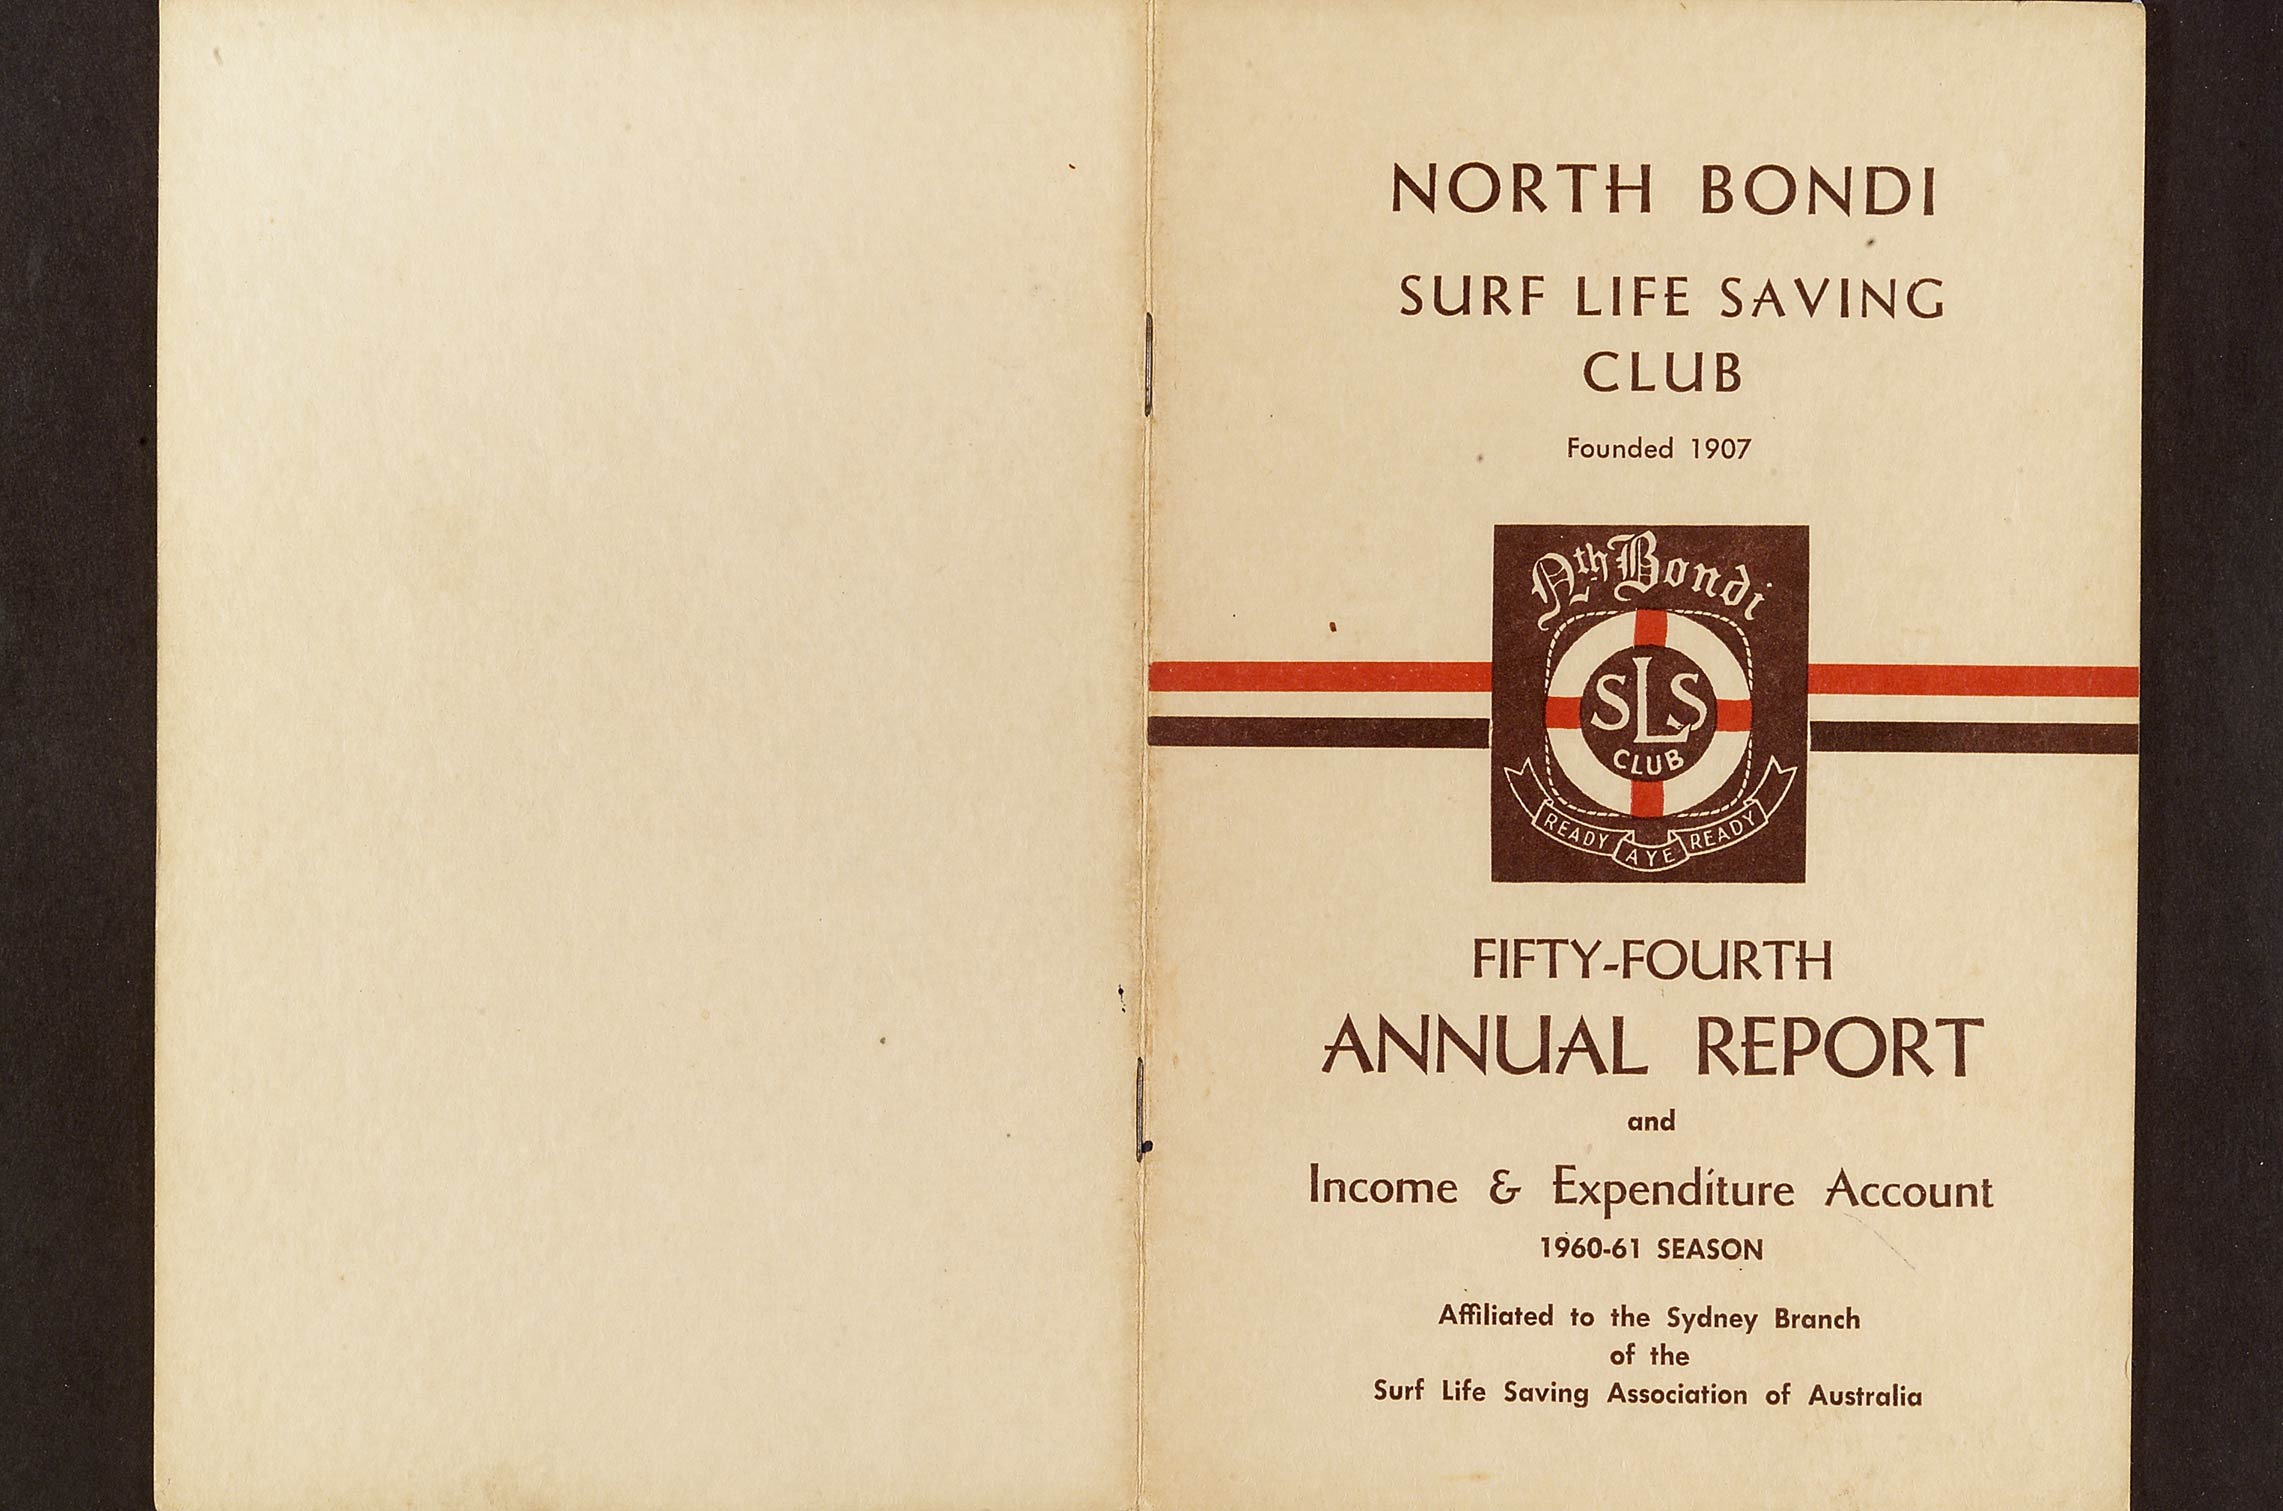 NORTH BONDI
SURF LIFE SAVING
CLUB
Founded 1907
Nth Bondi
SLS
CLUB
READY AYE READY
FIFTY-FOURTH
ANNUAL REPORT
and
Income & Expenditure Account
1960-61 SEASON
Affiliated to the Sydney Branch
of the
Surf Life Saving Association of Australia